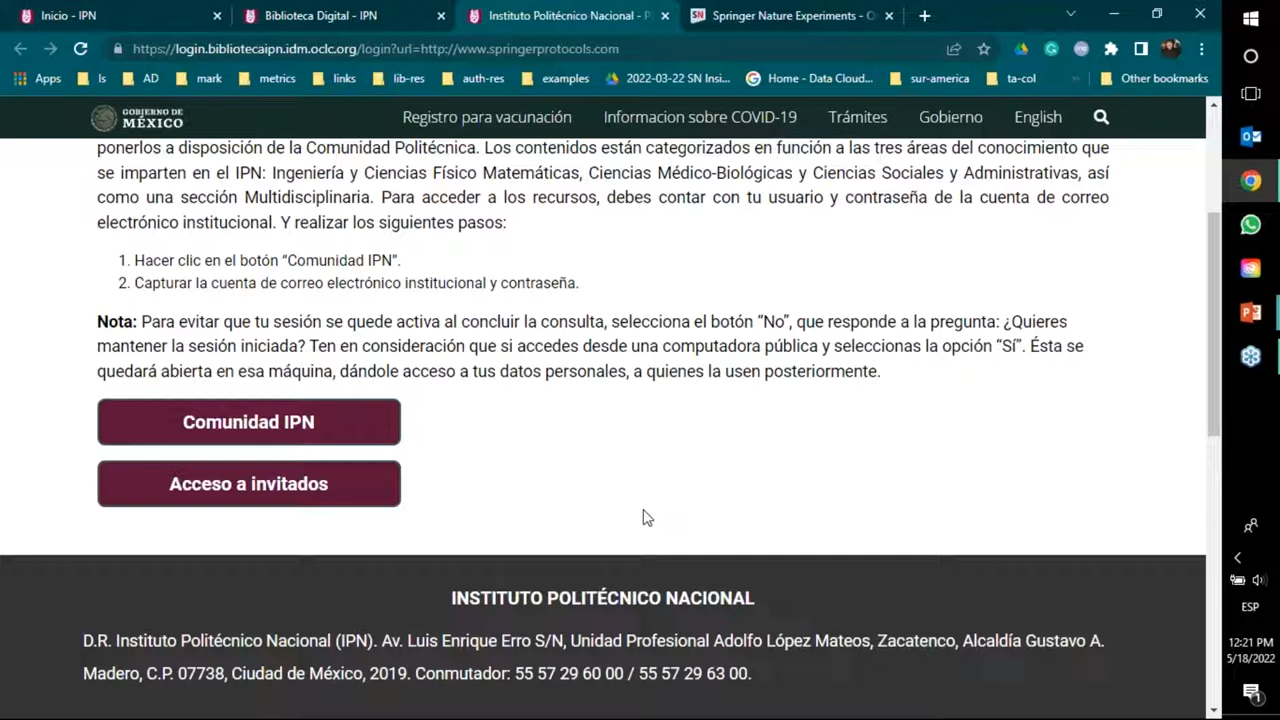 Inicio - IPN
Biblioteca Digital - IPN
Instituto Politécnico Nacional - P
SN Springer Nature Experiments - O
https://login.bibliotecaipn.idm.oclc.org/login?url=http://www.springerprotocols.com
Apps ls AD mark metrics links lib-res auth-res examples 2022-03-22 SN Insi... Home - Data Cloud... sur-america ta-col Other bookmarks
GOBIERNO DE
MÉXICO
Registro para vacunación Informacion sobre COVID-19 Trámites Gobierno English
ponerlos a disposición de la Comunidad Politécnica. Los contenidos están categorizados en función a las tres áreas del conocimiento que
se imparten en el IPN: Ingeniería y Ciencias Físico Matemáticas, Ciencias Médico-Biológicas y Ciencias Sociales y Administrativas, así
como una sección Multidisciplinaria. Para acceder a los recursos, debes contar con tu usuario y contraseña de la cuenta de correo
electrónico institucional. Y realizar los siguientes pasos:
1. Hacer clic en el botón “Comunidad IPN”.
2. Capturar la cuenta de correo electrónico institucional y contraseña.
Nota: Para evitar que tu sesión se quede activa al concluir la consulta, selecciona el botón “No”, que responde a la pregunta: ¿Quieres
mantener la sesión iniciada? Ten en consideración que si accedes desde una computadora pública y seleccionas la opción “Sí”. Ésta se
quedará abierta en esa máquina, dándole acceso a tus datos personales, a quienes la usen posteriormente.
Comunidad IPN
Acceso a invitados
INSTITUTO POLITÉCNICO NACIONAL
D.R. Instituto Politécnico Nacional (IPN). Av. Luis Enrique Erro S/N, Unidad Profesional Adolfo López Mateos, Zacatenco, Alcaldía Gustavo A.
Madero, C.P. 07738, Ciudad de México, 2019. Conmutador: 55 57 29 60 00 / 55 57 29 63 00.
ESP
12:21 PM
5/18/2022
1